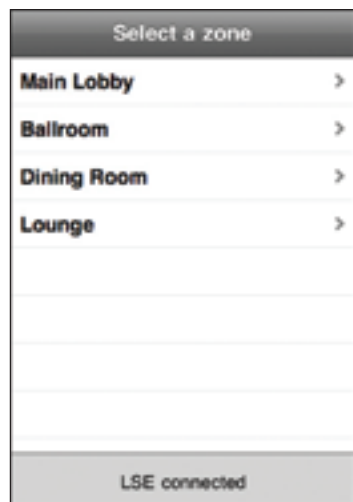 Select a zone
Main Lobby
Ballroom
Dining Room
Lounge
LSE connected